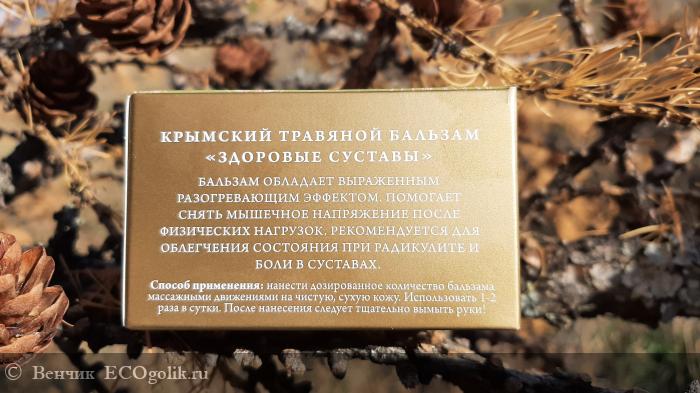 КРЫМСКИЙ ТРАВЯНОЙ БАЛЬЗАМ
«ЗДОРОВЫЕ СУСТАВЫ»
БАЛЬЗАМ ОБЛАДАЕТ ВЫРАЖЕННЫМ
РАЗОГРЕВАЮЩИМ ЭФФЕКТОМ. ПОМОГАЕТ
СНЯТЬ МЫШЕЧНОЕ НАПРЯЖЕНИЕ ПОСЛЕ
ФИЗИЧЕСКИХ НАГРУЗОК. РЕКОМЕНДУЕТСЯ ДЛЯ
ОБЛЕГЧЕНИЯ СОСТОЯНИЯ ПРИ РАДИКУЛИТЕ И
БОЛИ В СУСТАВАХ.
Способ применения: нанести дозированное количество бальзама
массажными движениями на чистую, сухую кожу. Использовать 1-2
раза в сутки. После нанесения следует тщательно вымыть руки!
© Венчик ECOgolik.ru